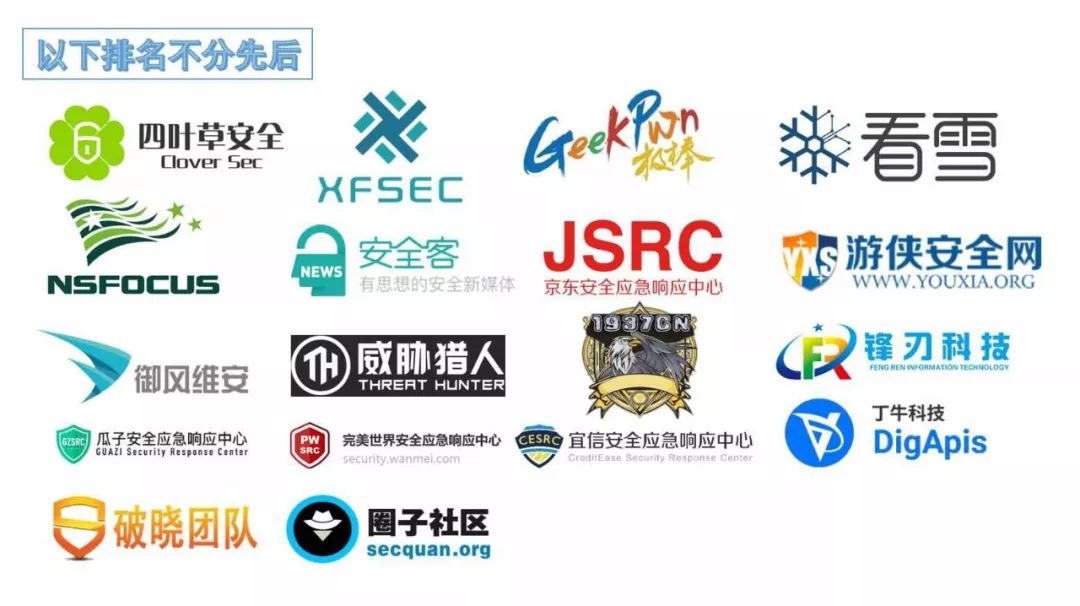 以下排名不分先后
四叶草安全
Clover Sec
XFSEC
GeekPwn
极棒
看雪
NSFOCUS
NEWS
安全客
有思想的安全新媒体
JSRC
京东安全应急响应中心
YXS
游侠安全网
WWW.YOUXIA.ORG
御风维安
TH
威胁猎人
THREAT HUNTER
1937CN
FR
锋刃科技
FENG REN INFORMATION TECHNOLOGY
GZSRC
瓜子安全应急响应中心
GUAZI Security Response Center
PW
SRC
完美世界安全应急响应中心
security.wanmei.com
CESRC
宜信安全应急响应中心
CreditEase Security Response Center
丁牛科技
DigApis
破晓团队
圈子社区
secquan.org